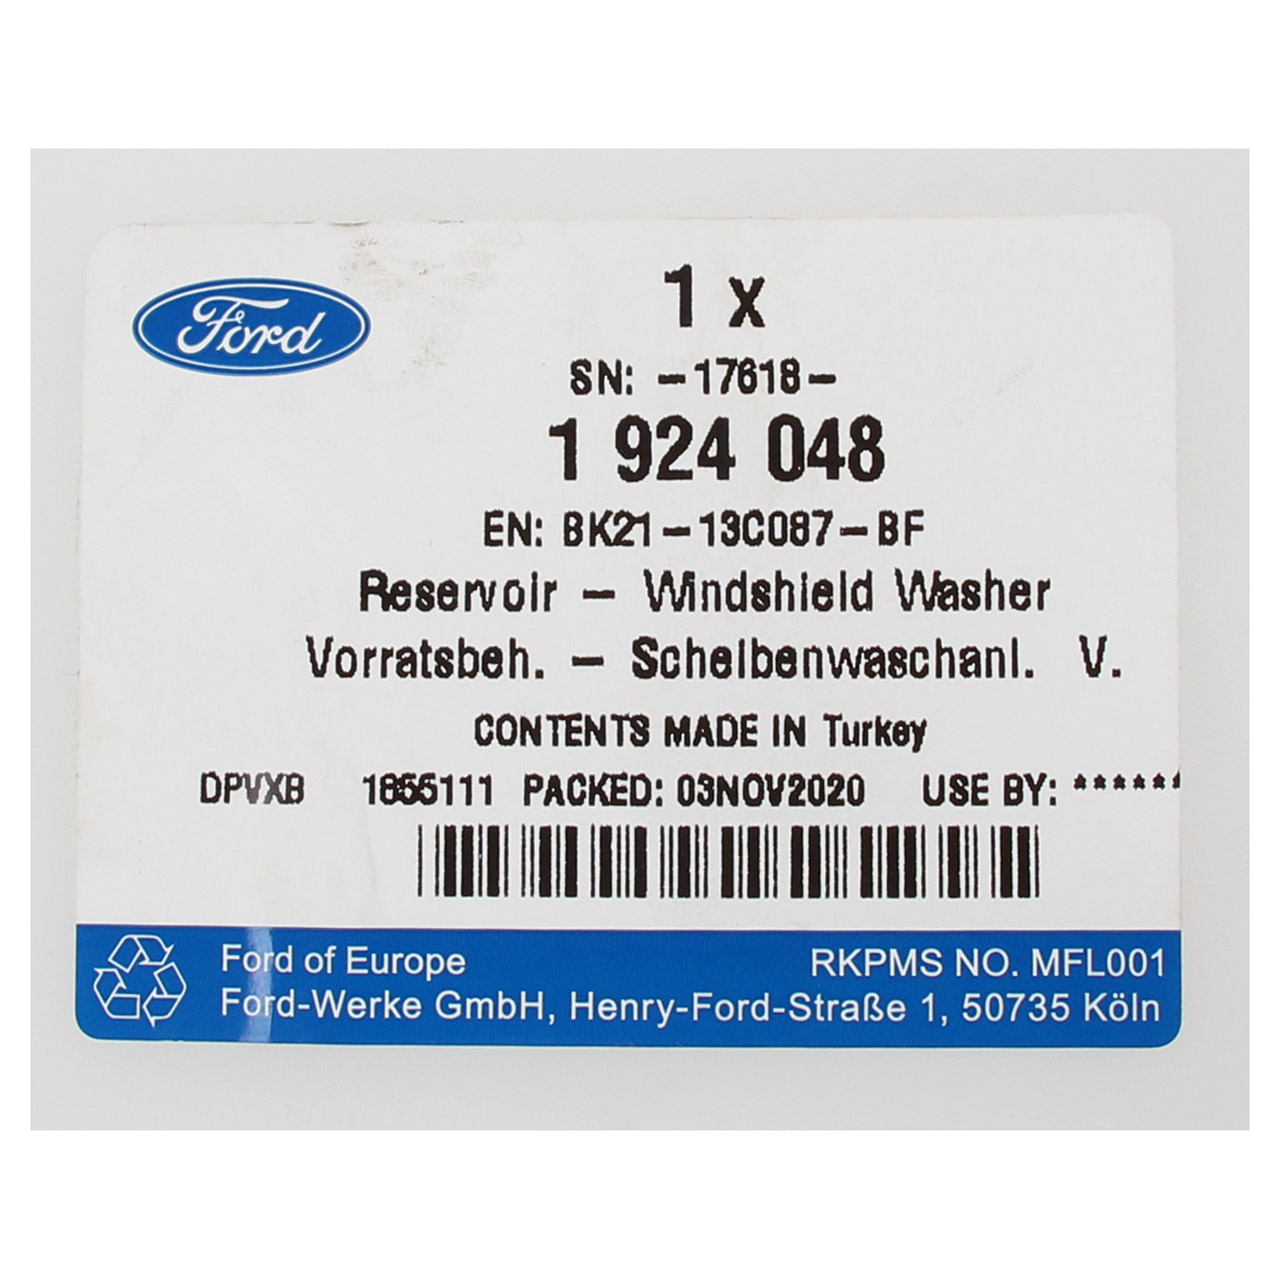 Ford
1 x
SN: -17618-
1 924 048
EN: BK21-13C087-BF
Reservoir - Windshield Washer
Vorratsbeh. - Scheibenwaschanl. V.
CONTENTS MADE IN Turkey
DPVXB 1855111 PACKED: 03NOV2020 USE BY: ******
Ford of Europe RKPMS NO. MFL001
Ford-Werke GmbH, Henry-Ford-Straße 1, 50735 Köln